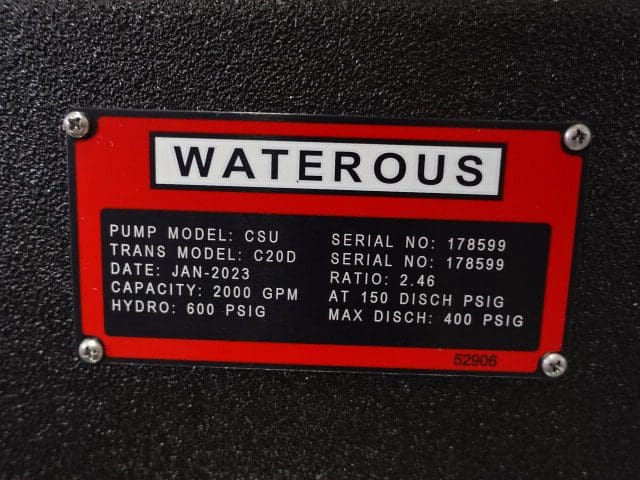 WATEROUS
PUMP MODEL: CSU SERIAL NO: 178599
TRANS MODEL: C20D SERIAL NO: 178599
DATE: JAN-2023 RATIO: 2.46
CAPACITY: 2000 GPM AT 150 DISCH PSIG
HYDRO: 600 PSIG MAX DISCH: 400 PSIG
52906